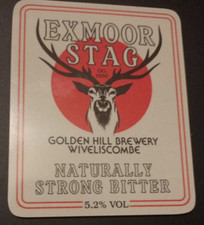 EXMOOR
STAG
GOLDEN HILL BREWERY
WIVELISCOMBE
NATURALLY
STRONG BITTER
5.2% VOL